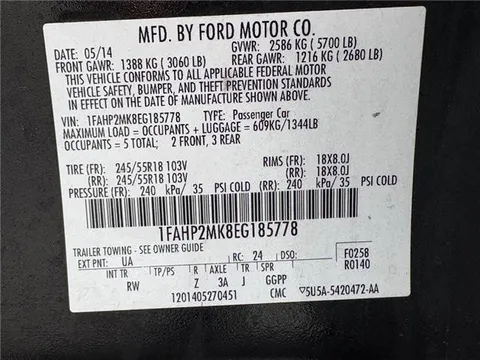 MFD. BY FORD MOTOR CO.
DATE: 05/14 GVWR: 2586 KG ( 5700 LB)
FRONT GAWR: 1388 KG ( 3060 LB) REAR GAWR: 1216 KG ( 2680 LB)
THIS VEHICLE CONFORMS TO ALL APPLICABLE FEDERAL MOTOR
VEHICLE SAFETY, BUMPER, AND THEFT PREVENTION STANDARDS
IN EFFECT ON THE DATE OF MANUFACTURE SHOWN ABOVE.
VIN: 1FAHP2MK8EG185778 TYPE: Passenger Car
MAXIMUM LOAD = OCCUPANTS + LUGGAGE = 609KG/1344LB
OCCUPANTS = 5 TOTAL: 2 FRONT, 3 REAR
TIRE (FR): 245/55R18 103V RIMS (FR): 18X8.0J
(RR): 245/55R18 103V (RR): 18X8.0J
PRESSURE (FR): 240 kPa/ 35 PSI COLD (RR): 240 kPa/ 35 PSI COLD
1FAHP2MK8EG185778
TRAILER TOWING - SEE OWNER GUIDE
EXT PNT: UA RC: 24 DSO: F0258
R0140
INT TR TP/PS R AXLE TR SPR
RW Z 3A J GGPP
1201405270451 CMC ▽5U5A-5420472-AA